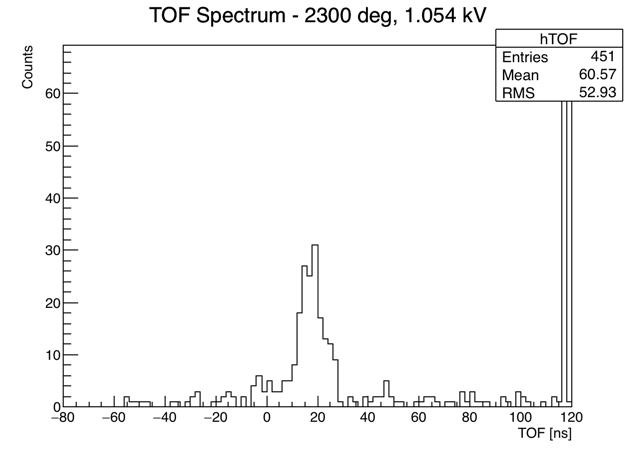 TOF Spectrum - 2300 deg, 1.054 kV
hTOF
Entries 451
Mean 60.57
RMS 52.93
Counts
60
50
40
30
20
10
0
−80 −60 −40 −20 0 20 40 60 80 100 120
TOF [ns]